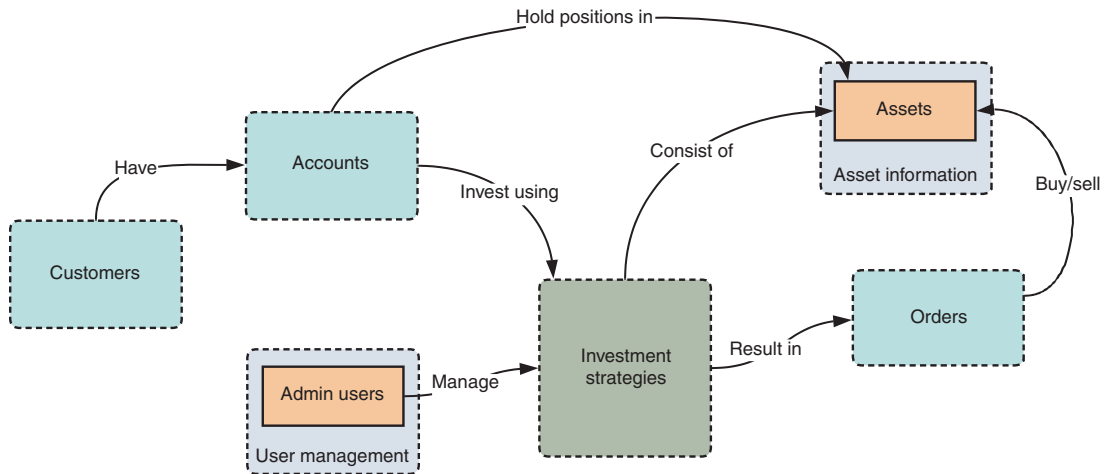 Hold positions in
Assets
Asset information
Accounts
Have
Consist of
Invest using
Buy/sell
Customers
Orders
Investment
strategies
Result in
Manage
Admin users
User management